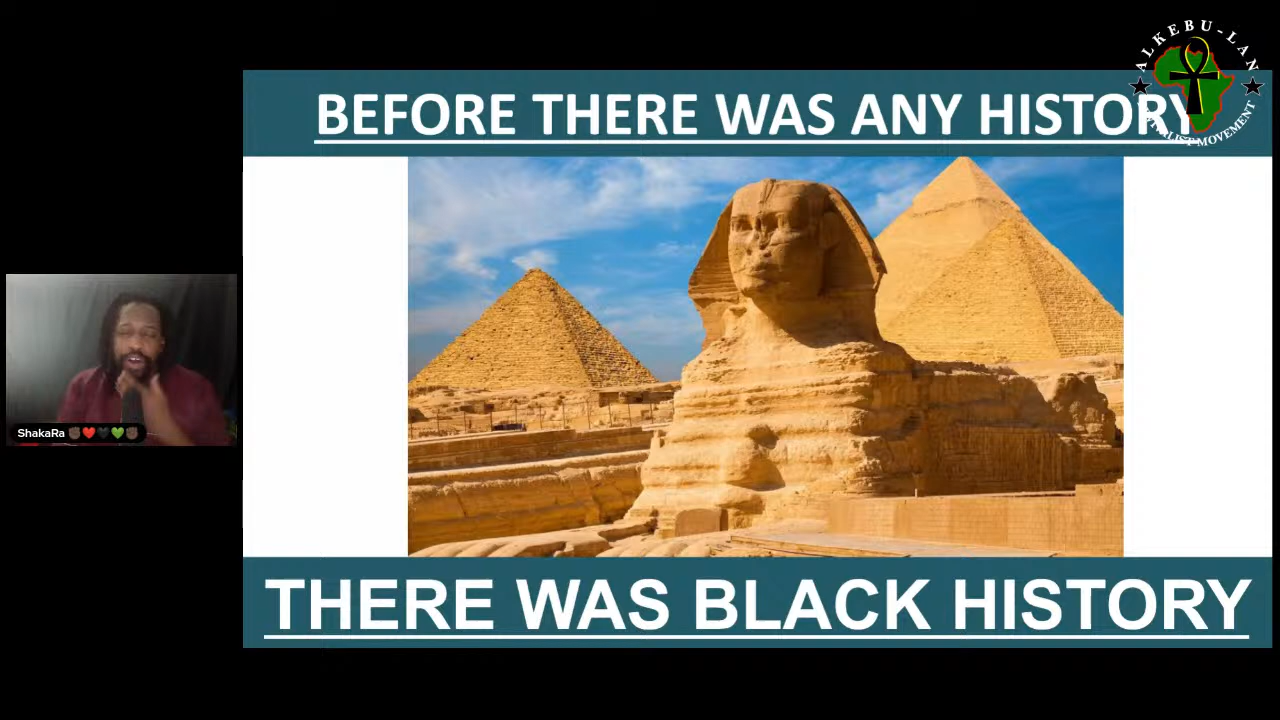 ALKEBU-LAN
BEFORE THERE WAS ANY HISTORY
MOVEMENT
ShakaRa ✊🏿❤️🖤💚✊🏿
THERE WAS BLACK HISTORY